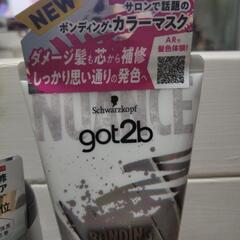 NEW
サロンで話題の
ボンディング・カラーマスク
ARで
髪色体験!
ダメージ髪も芯から補修
しっかり思い通りの発色へ
Schwarzkopf
got2b
BONDING